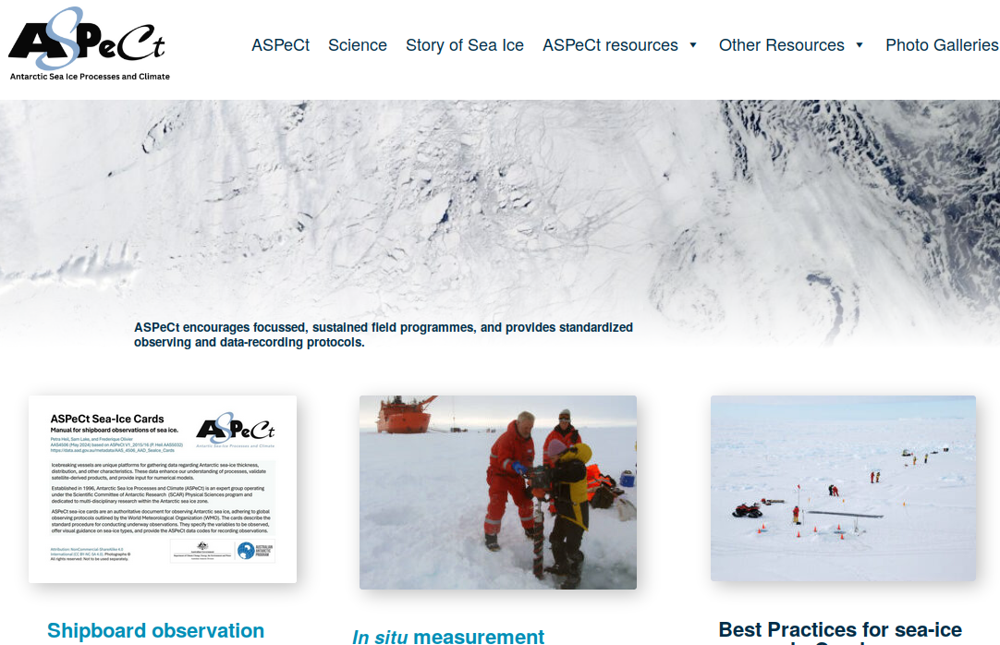 ASPeCt
Antarctic Sea Ice Processes and Climate
ASPeCt Science Story of Sea Ice ASPeCt resources Other Resources Photo Galleries
ASPeCt encourages focussed, sustained field programmes, and provides standardized
observing and data-recording protocols.
ASPeCt Sea-Ice Cards
Manual for shipboard observations of sea ice.
Petra Heil, Sam Lake, and Frederique Olivier
AAS4506 (May 2024) based on ASPeCt V1_2015/16 (P. Heil AAS5032)
https://data.aad.gov.au/metadata/AAS_4506_AAD_SeaIce_Cards
ASPeCt
Antarctic Sea Ice Processes and Climate
Icebreaking vessels are unique platforms for gathering data regarding Antarctic sea-ice thickness,
distribution, and other characteristics. These data enhance our understanding of processes, validate
satellite-derived products, and provide input for numerical models.
Established in 1996, Antarctic Sea Ice Processes and Climate (ASPeCt) is an expert group operating
under the Scientific Committee of Antarctic Research (SCAR) Physical Sciences program and
dedicated to multi-disciplinary research within the Antarctic sea ice zone.
ASPeCt sea-ice cards are an authoritative document for observing Antarctic sea ice, adhering to global
observing protocols outlined by the World Meteorological Organization (WMO). The cards describe the
standard procedure for conducting underway observations. They specify the variables to be observed,
offer visual guidance on sea-ice types, and provide the ASPeCt data codes for recording observations.
Attribution: NonCommercial-ShareAlike 4.0
International (CC BY-NC-SA 4.0). Photographs ©
All rights reserved. Not to be used separately.
AUSTRALIAN
ANTARCTIC
PROGRAM
Shipboard observation
In situ measurement
Best Practices for sea-ice